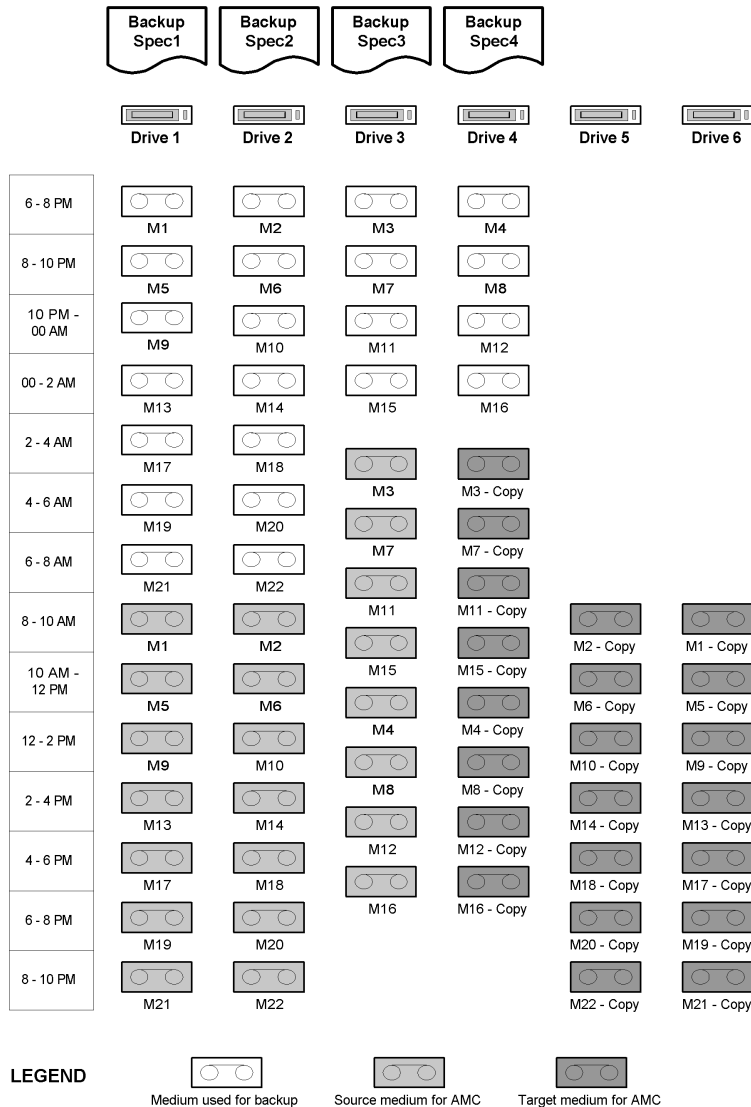 Backup Spec1
Backup Spec2
Backup Spec3
Backup Spec4
Drive 1
Drive 2
Drive 3
Drive 4
Drive 5
Drive 6
6 - 8 PM
M1
M2
M3
M4
8 - 10 PM
M5
M6
M7
M8
10 PM -
00 AM
M9
M10
M11
M12
00 - 2 AM
M13
M14
M15
M16
2 - 4 AM
M17
M18
M3
M3 - Copy
4 - 6 AM
M19
M20
M7
M7 - Copy
6 - 8 AM
M21
M22
M11
M11 - Copy
8 - 10 AM
M1
M2
M2 - Copy
M1 - Copy
M15
M15 - Copy
10 AM -
12 PM
M5
M6
M6 - Copy
M5 - Copy
M4
M4 - Copy
12 - 2 PM
M9
M10
M10 - Copy
M9 - Copy
M8
M8 - Copy
2 - 4 PM
M13
M14
M14 - Copy
M13 - Copy
M12
M12 - Copy
4 - 6 PM
M17
M18
M18 - Copy
M17 - Copy
M16
M16 - Copy
6 - 8 PM
M19
M20
M20 - Copy
M19 - Copy
8 - 10 PM
M21
M22
M22 - Copy
M21 - Copy
LEGEND
Medium used for backup
Source medium for AMC
Target medium for AMC